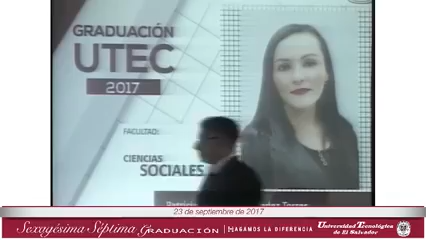 GRADUACIÓN
UTEC
2017
FACULTAD:
CIENCIAS
SOCIALES
23 de septiembre de 2017
Sexagésima Séptima GRADUACIÓN
HAGAMOS LA DIFERENCIA
Universidad Tecnológica
de El Salvador